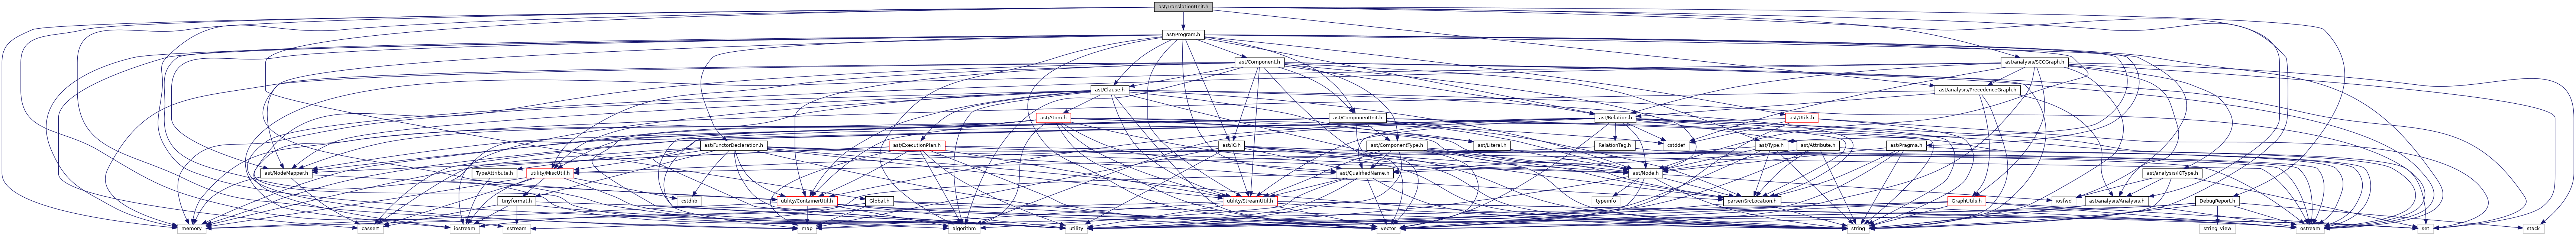 ast/TranslationUnit.h
ast/Program.h
ast/Component.h
ast/analysis/SCCGraph.h
ast/Clause.h
ast/analysis/PrecedenceGraph.h
ast/Atom.h
ast/ComponentInit.h
ast/Relation.h
ast/Utils.h
ast/FunctorDeclaration.h
ast/ExecutionPlan.h
ast/IO.h
ast/ComponentType.h
ast/Literal.h
RelationTag.h
cstddef
ast/Type.h
ast/Attribute.h
ast/Pragma.h
ast/NodeMapper.h
TypeAttribute.h
utility/MiscUtil.h
ast/QualifiedName.h
ast/Node.h
ast/analysis/IOType.h
tinyformat.h
cstdlib
utility/ContainerUtil.h
Global.h
utility/StreamUtil.h
typeinfo
parser/SrcLocation.h
GraphUtils.h
iosfwd
ast/analysis/Analysis.h
DebugReport.h
memory
cassert
iostream
sstream
map
algorithm
utility
vector
string
string_view
ostream
set
stack